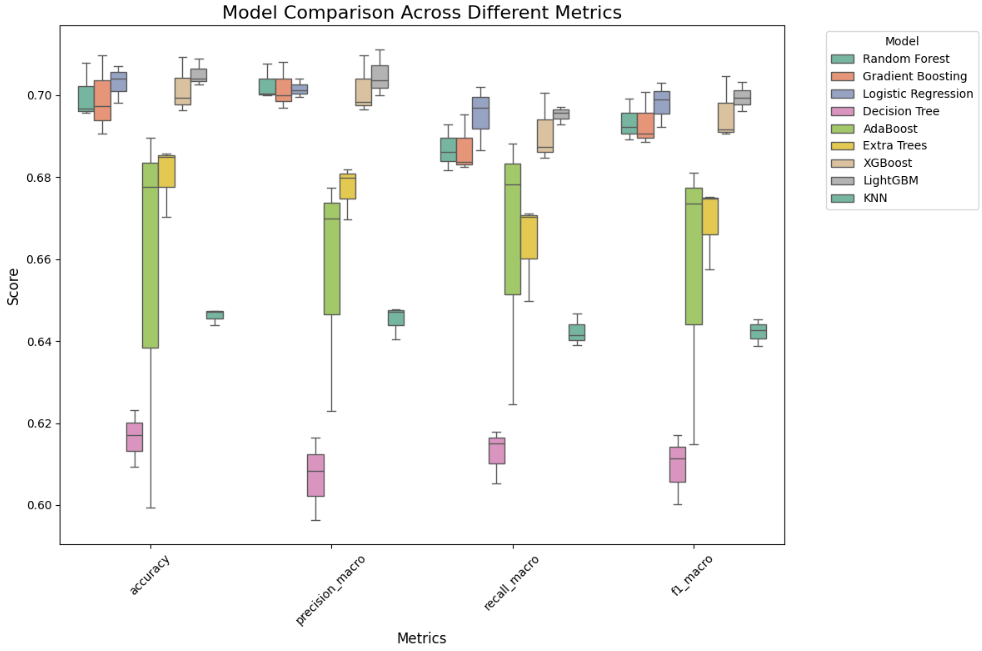 Model Comparison Across Different Metrics
Score
0.70
0.68
0.66
0.64
0.62
0.60
accuracy
precision_macro
recall_macro
f1_macro
Metrics
Model
Random Forest
Gradient Boosting
Logistic Regression
Decision Tree
AdaBoost
Extra Trees
XGBoost
LightGBM
KNN